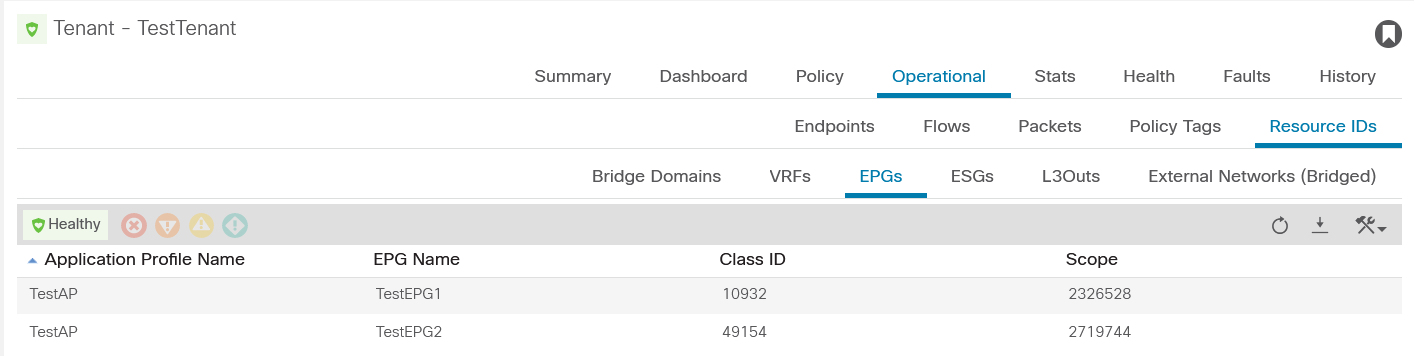 Tenant - TestTenant
Summary Dashboard Policy Operational Stats Health Faults History
Endpoints Flows Packets Policy Tags Resource IDs
Bridge Domains VRFs EPGs ESGs L3Outs External Networks (Bridged)
Healthy
Application Profile Name EPG Name Class ID Scope
TestAP TestEPG1 10932 2326528
TestAP TestEPG2 49154 2719744